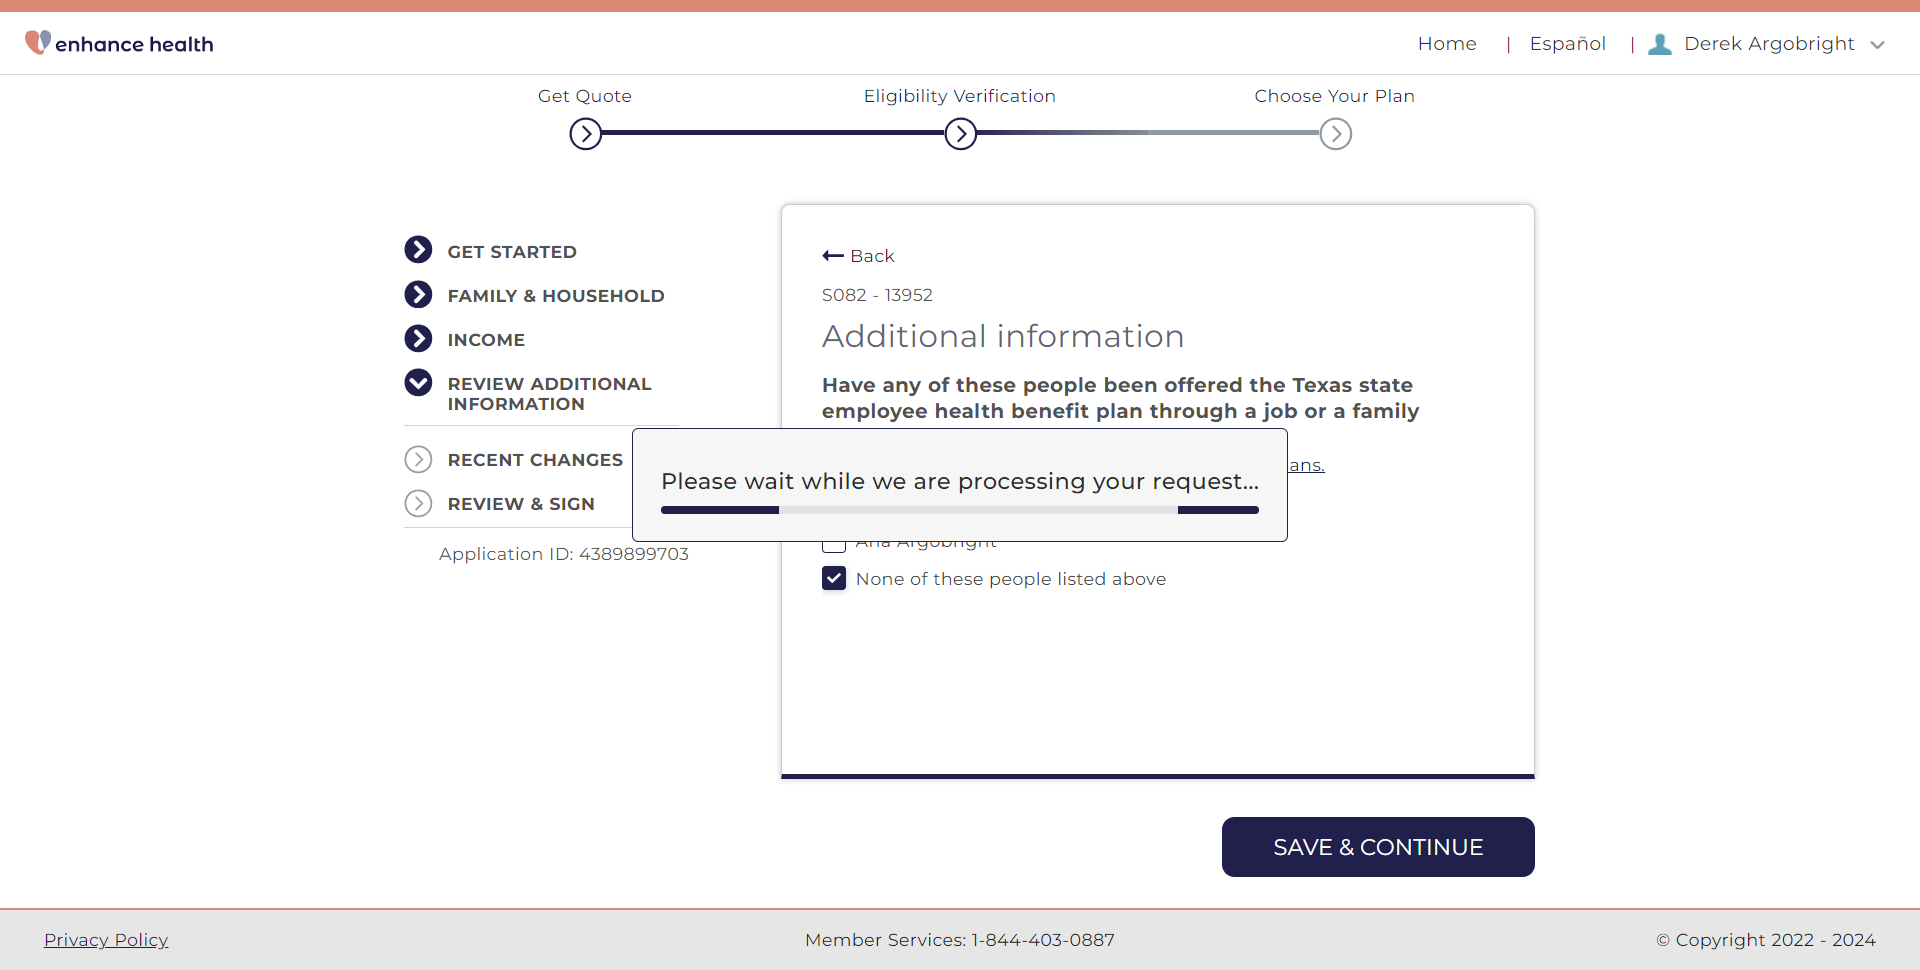 enhance health
Home | Español | Derek Argobright
Get Quote
Eligibility Verification
Choose Your Plan
GET STARTED
FAMILY & HOUSEHOLD
INCOME
REVIEW ADDITIONAL
INFORMATION
RECENT CHANGES
REVIEW & SIGN
Application ID: 4389899703
Back
S082 - 13952
Additional information
Have any of these people been offered the Texas state
employee health benefit plan through a job or a family
ans.
Please wait while we are processing your request...
Argobright
None of these people listed above
SAVE & CONTINUE
Privacy Policy
Member Services: 1-844-403-0887
© Copyright 2022 - 2024